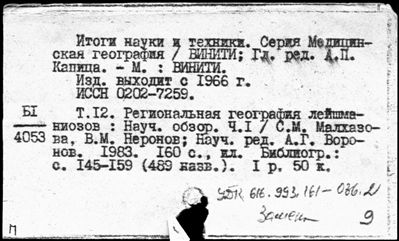 Итоги науки и техники. Серия Медицин-
ская география / ВИНИТИ; Гл. ред. А.П.
Капица. - М. : ВИНИТИ.
Изд. выходит с 1966 г.
ИССН 0202-7259.
БI
4053
Т.12. Региональная география лейшма-
ниозов : Науч. обзор. Ч.I / С.М. Малхазо-
ва, В.М. Неронов; Науч. ред. А.Г. Воро-
нов. 1983. 160 с., ил. Библиогр.:
с. 145-159 (489 назв.). I р. 50 к.
УДК 616.993.161-036.2
Замена
9
П